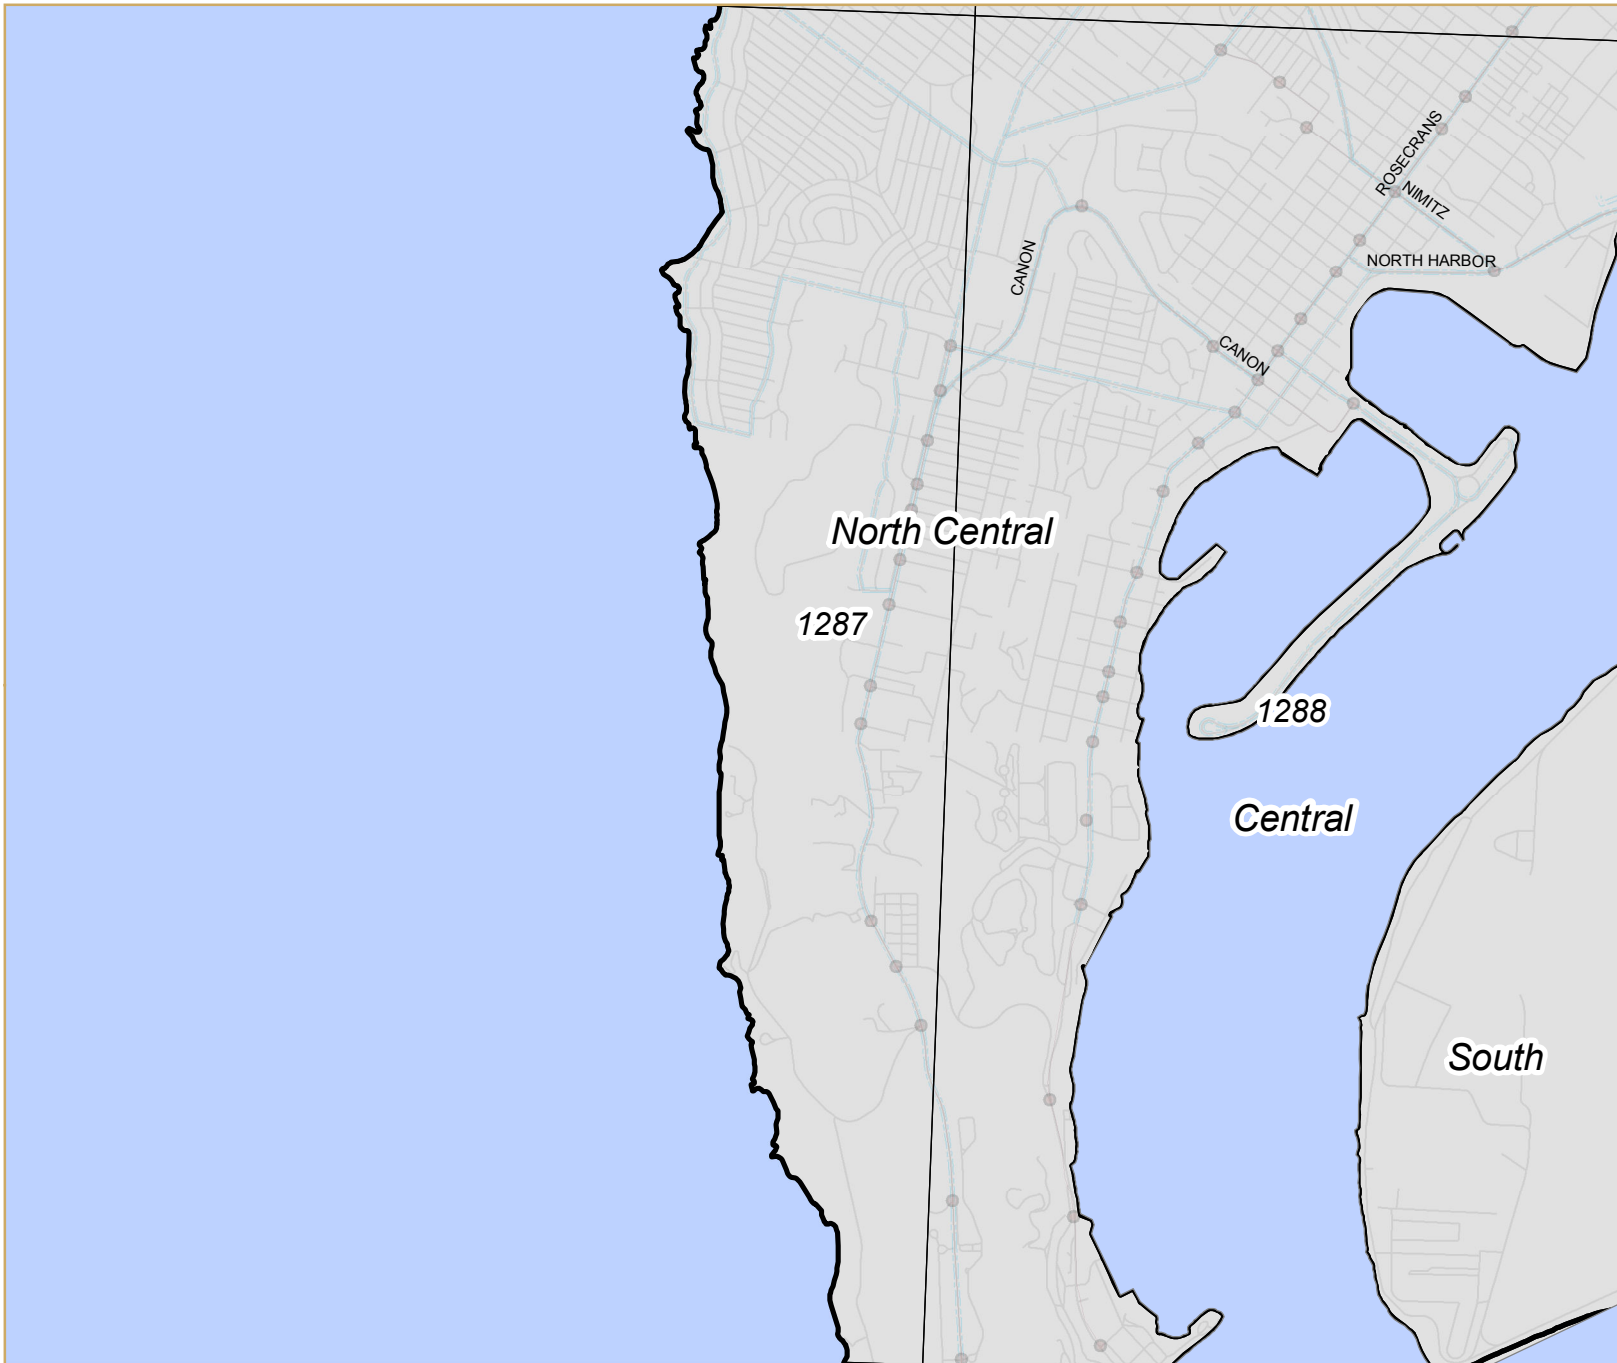 ROSECRANS
NIMITZ
CANON
NORTH HARBOR
CANON
North Central
1287
1288
Central
South